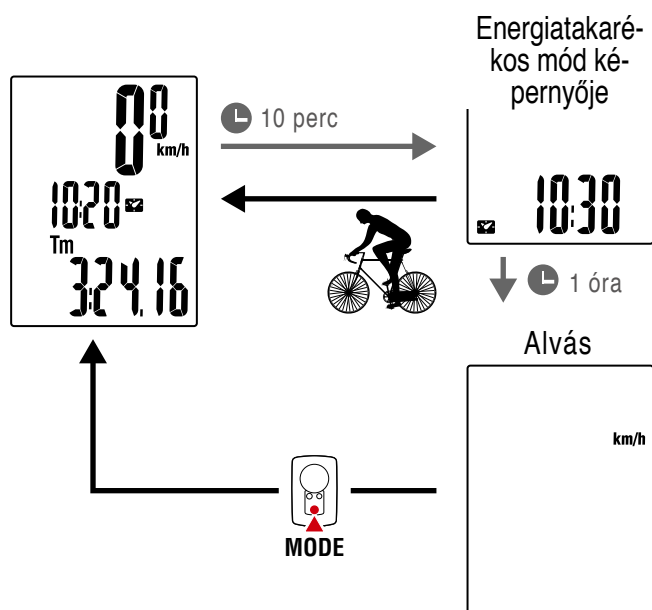 Energiatakaré-
kos mód ké-
pernyője
0.0
km/h
10:20
Tm
3:24.16
10 perc
10:30
1 óra
Alvás
km/h
MODE